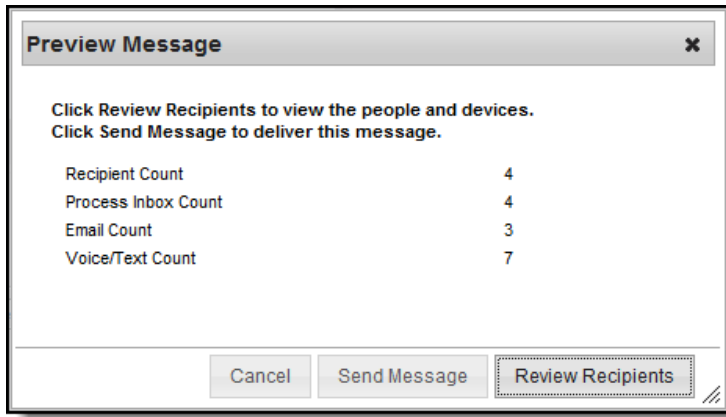 Preview Message
Click Review Recipients to view the people and devices.
Click Send Message to deliver this message.
Recipient Count 4
Process Inbox Count 4
Email Count 3
Voice/Text Count 7
Cancel Send Message Review Recipients